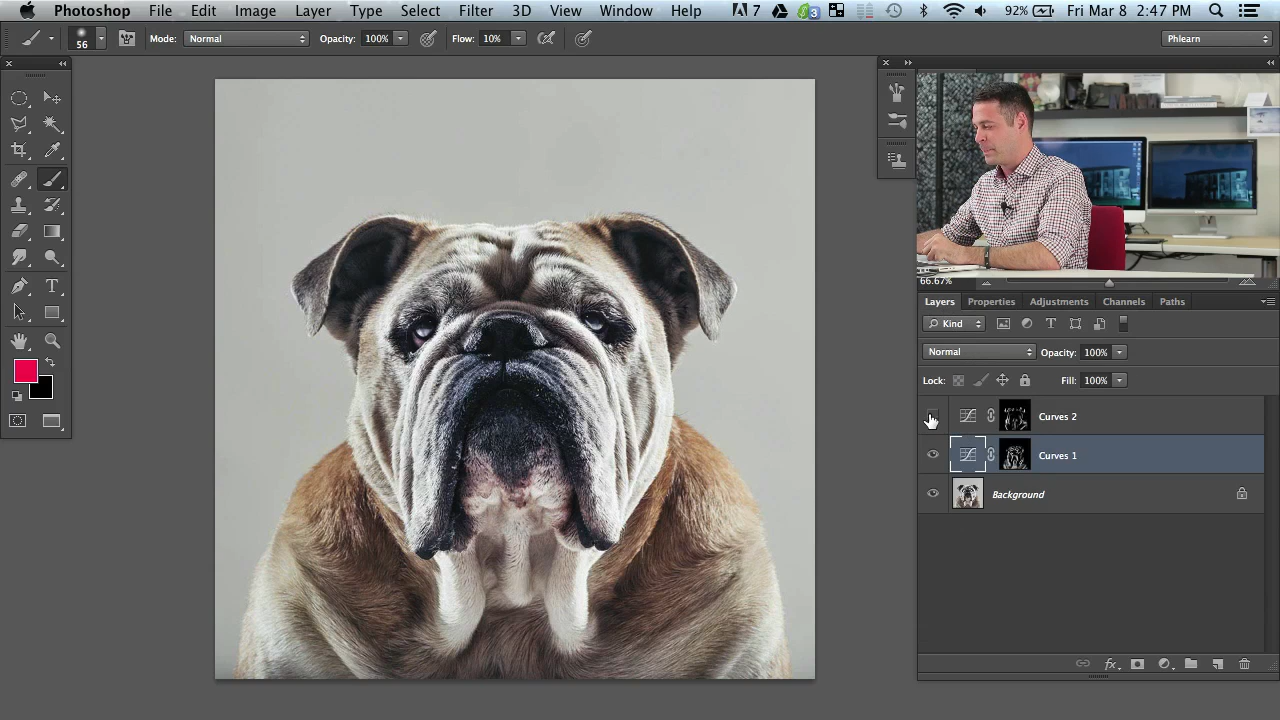 Photoshop File Edit Image Layer Type Select Filter 3D View Window Help 7 3 92% Fri Mar 8 2:47 PM
56 Mode: Normal Opacity: 100% Flow: 10% Phlearn
66.67%
Layers Properties Adjustments Channels Paths
Kind
Normal Opacity: 100%
Lock: Fill: 100%
Curves 2
Curves 1
Background